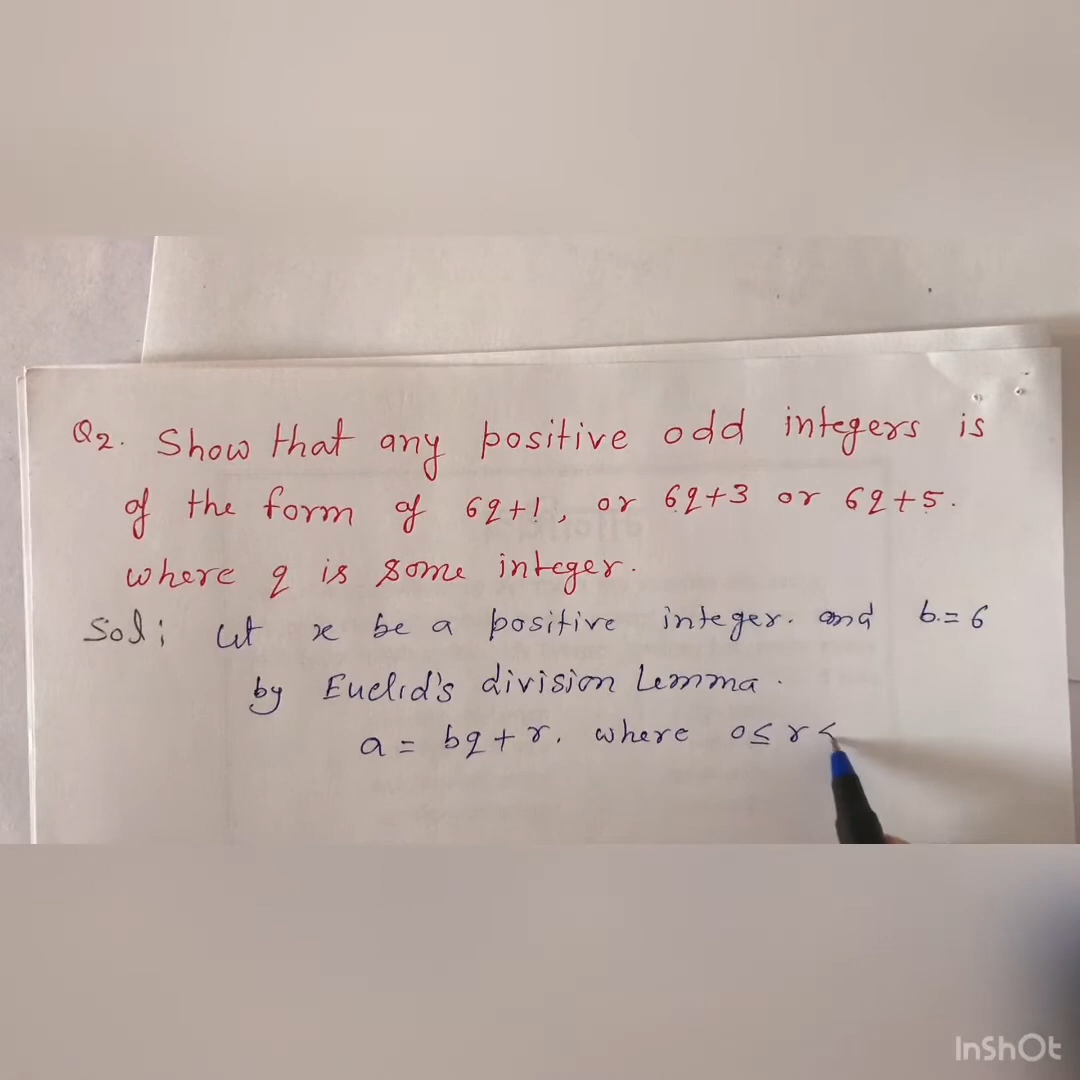 Q2. Show that any positive odd integers is
of the form of 6q+1, or 6q+3 or 6q+5.
where q is some integer.
Sol; let x be a positive integer. and b = 6
by Euclid's division Lemma.
a = bq + r. where 0 ≤ r <
InShOt